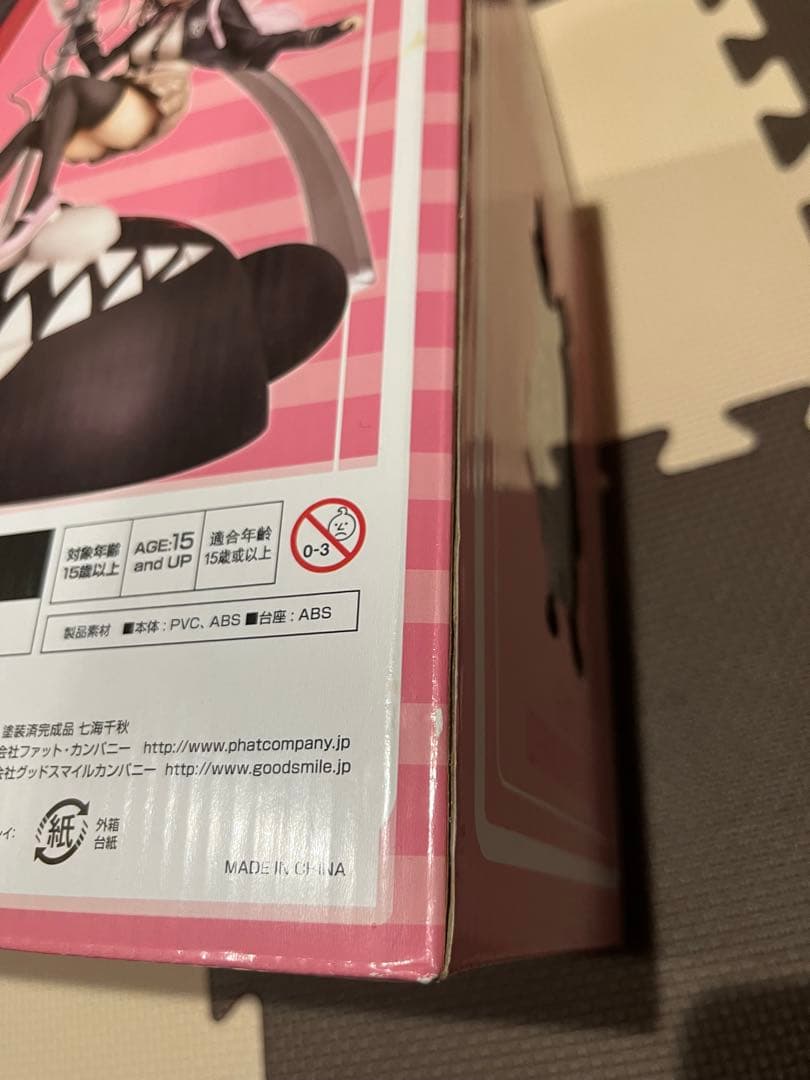 対象年齢
15歳以上
AGE:15
and UP
適合年齢
15歳或以上
0-3
製品素材 ■本体：PVC、ABS ■台座：ABS
塗装済完成品 七海千秋
会社ファット・カンパニー http://www.phatcompany.jp
会社グッドスマイルカンパニー http://www.goodsmile.jp
イ:
紙
外箱
台紙
MADE IN CHINA